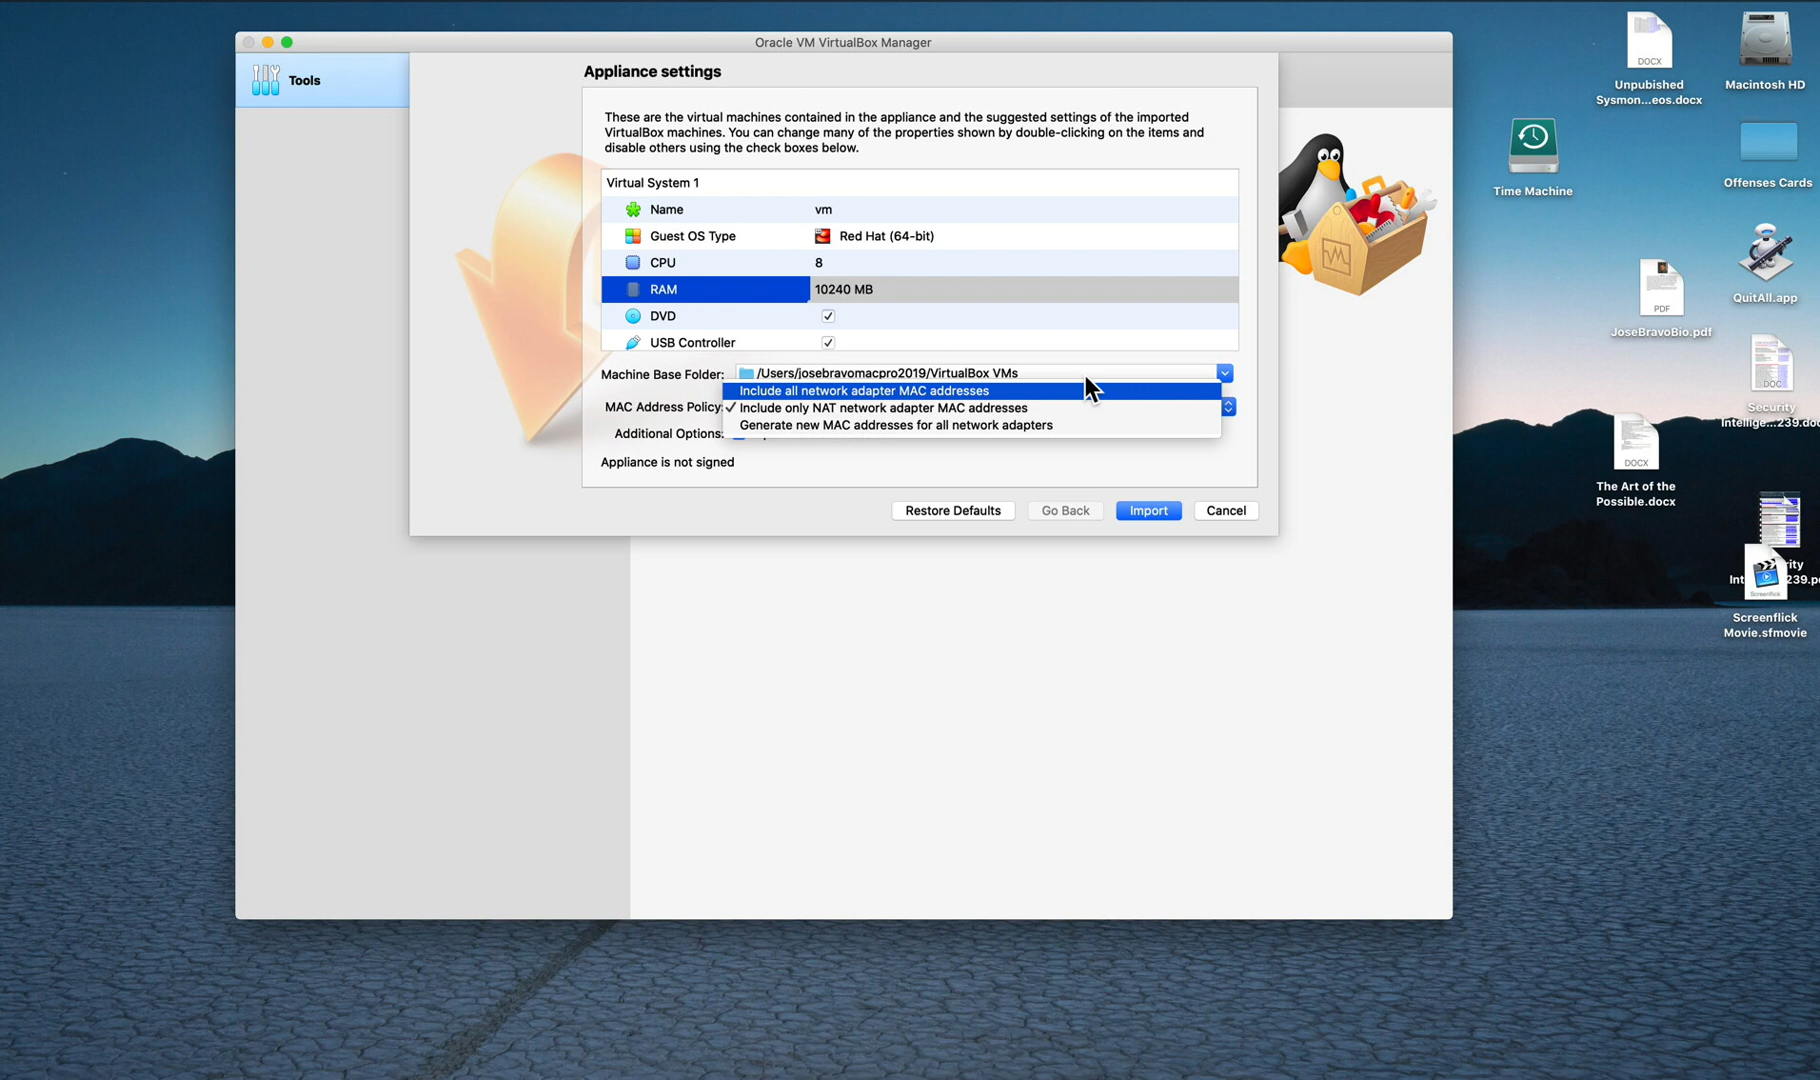 Oracle VM VirtualBox Manager
Tools
Appliance settings
These are the virtual machines contained in the appliance and the suggested settings of the imported
VirtualBox machines. You can change many of the properties shown by double-clicking on the items and
disable others using the check boxes below.
Virtual System 1
Name vm
Guest OS Type Red Hat (64-bit)
CPU 8
RAM 10240 MB
DVD
USB Controller
Machine Base Folder: /Users/josebravomacpro2019/VirtualBox VMs
Include all network adapter MAC addresses
MAC Address Policy: Include only NAT network adapter MAC addresses
Generate new MAC addresses for all network adapters
Additional Options:
Appliance is not signed
Restore Defaults
Go Back
Import
Cancel
DOCX
Unpubished
Sysmon...eos.docx
Macintosh HD
Time Machine
Offenses Cards
QuitAll.app
PDF
JoseBravoBio.pdf
DOC
Security
Intellige...239.doc
DOCX
The Art of the
Possible.docx
Screenflick
Screenflick
Movie.sfmovie